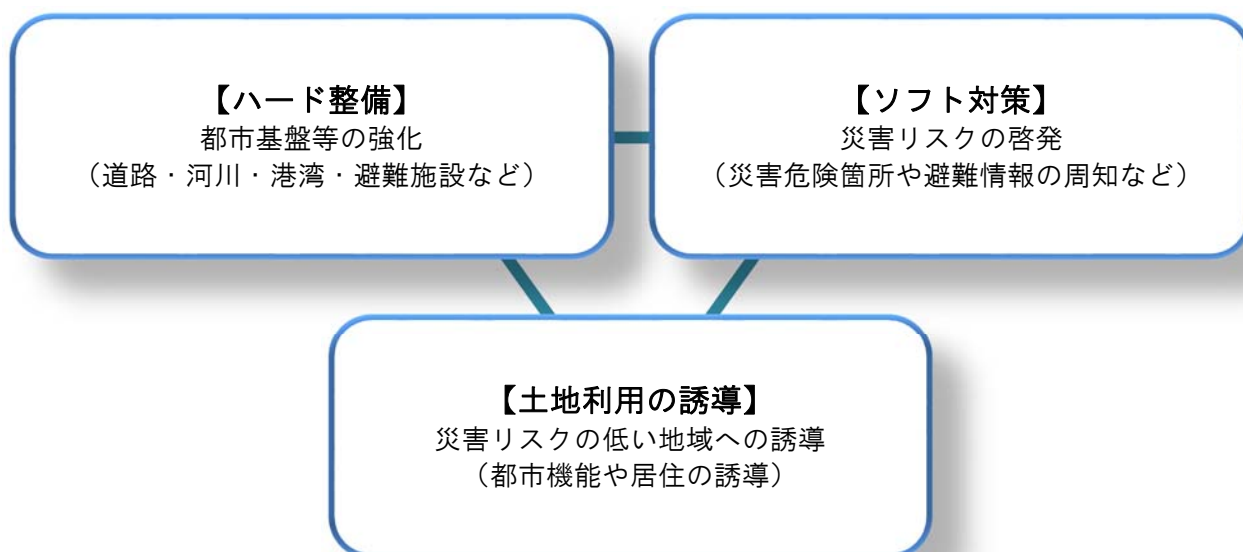 【ハード整備】
都市基盤等の強化
（道路・河川・港湾・避難施設など）
【ソフト対策】
災害リスクの啓発
（災害危険箇所や避難情報の周知など）
【土地利用の誘導】
災害リスクの低い地域への誘導
（都市機能や居住の誘導）